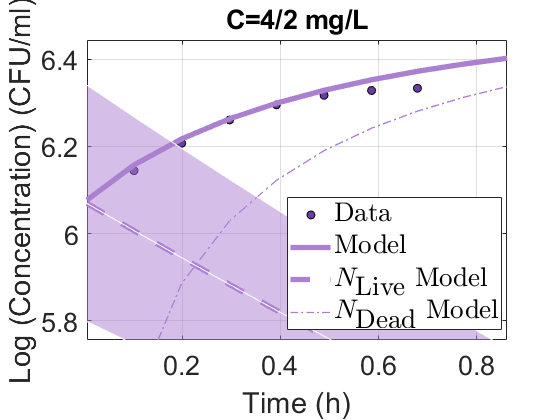 C=4/2 mg/L
Log (Concentration) (CFU/ml)
6.4
6.2
6
5.8
Data
Model
N_Live Model
N_Dead Model
0.2 0.4 0.6 0.8
Time (h)